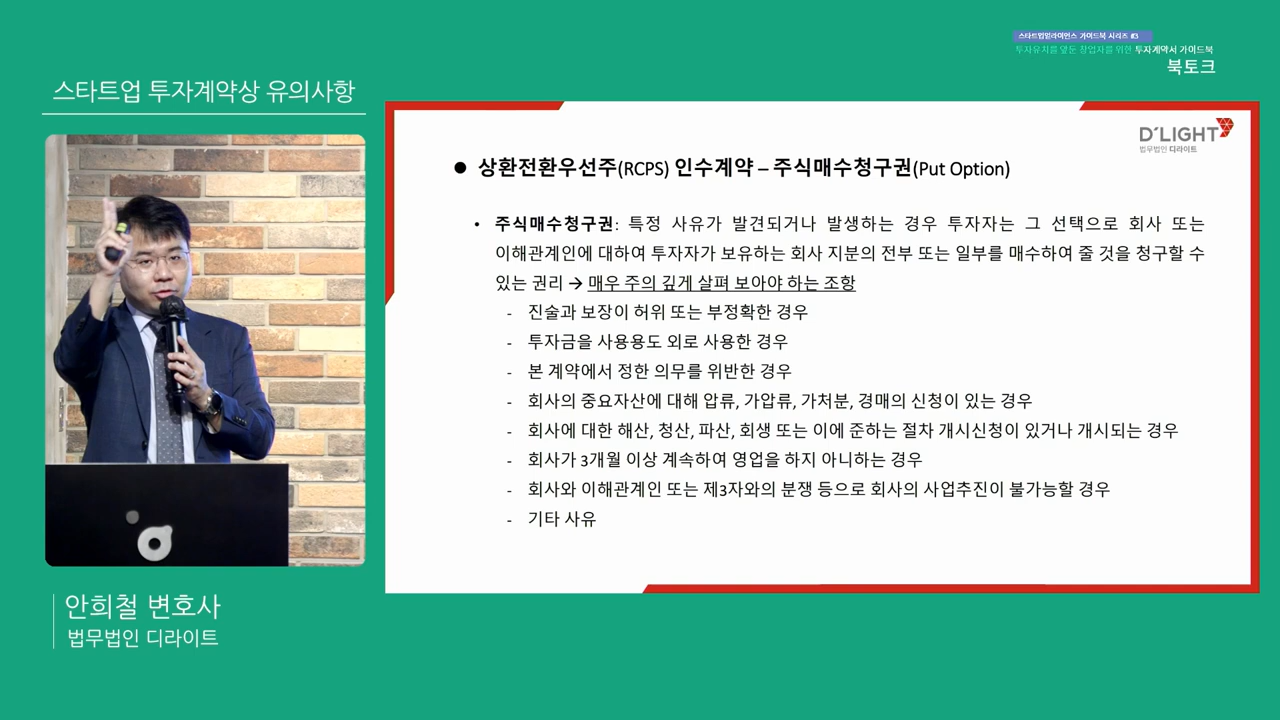 스타트업얼라이언스 가이드북 시리즈 #3
투자유치를 앞둔 창업자를 위한 투자계약서 가이드북
북토크
스타트업 투자계약상 유의사항
D'LIGHT
법무법인 디라이트
● 상환전환우선주(RCPS) 인수계약 – 주식매수청구권(Put Option)
• 주식매수청구권: 특정 사유가 발견되거나 발생하는 경우 투자자는 그 선택으로 회사 또는
이해관계인에 대하여 투자자가 보유하는 회사 지분의 전부 또는 일부를 매수하여 줄 것을 청구할 수
있는 권리 → 매우 주의 깊게 살펴 보아야 하는 조항
- 진술과 보장이 허위 또는 부정확한 경우
- 투자금을 사용용도 외로 사용한 경우
- 본 계약에서 정한 의무를 위반한 경우
- 회사의 중요자산에 대해 압류, 가압류, 가처분, 경매의 신청이 있는 경우
- 회사에 대한 해산, 청산, 파산, 회생 또는 이에 준하는 절차 개시신청이 있거나 개시되는 경우
- 회사가 3개월 이상 계속하여 영업을 하지 아니하는 경우
- 회사와 이해관계인 또는 제3자와의 분쟁 등으로 회사의 사업추진이 불가능할 경우
- 기타 사유
안희철 변호사
법무법인 디라이트